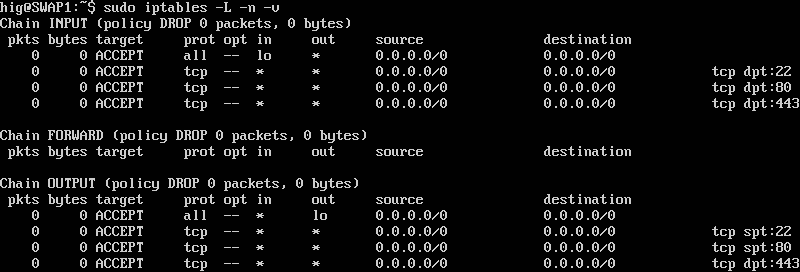 hig@SWAP1:~$ sudo iptables -L -n -v
Chain INPUT (policy DROP 0 packets, 0 bytes)
 pkts bytes target     prot opt in     out     source               destination
    0     0 ACCEPT     all  --  lo     *       0.0.0.0/0            0.0.0.0/0
    0     0 ACCEPT     tcp  --  *      *       0.0.0.0/0            0.0.0.0/0            tcp dpt:22
    0     0 ACCEPT     tcp  --  *      *       0.0.0.0/0            0.0.0.0/0            tcp dpt:80
    0     0 ACCEPT     tcp  --  *      *       0.0.0.0/0            0.0.0.0/0            tcp dpt:443
Chain FORWARD (policy DROP 0 packets, 0 bytes)
 pkts bytes target     prot opt in     out     source               destination
Chain OUTPUT (policy DROP 0 packets, 0 bytes)
 pkts bytes target     prot opt in     out     source               destination
    0     0 ACCEPT     all  --  *      lo      0.0.0.0/0            0.0.0.0/0
    0     0 ACCEPT     tcp  --  *      *       0.0.0.0/0            0.0.0.0/0            tcp spt:22
    0     0 ACCEPT     tcp  --  *      *       0.0.0.0/0            0.0.0.0/0            tcp spt:80
    0     0 ACCEPT     tcp  --  *      *       0.0.0.0/0            0.0.0.0/0            tcp dpt:443